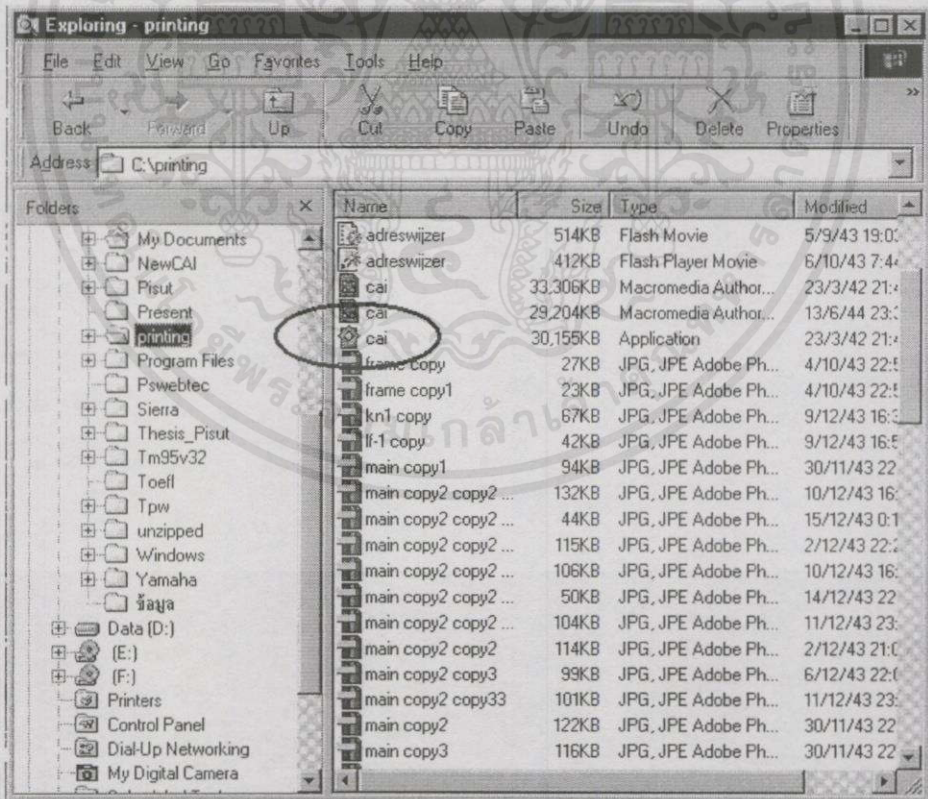 Exploring - printing
File Edit View Go Favorites Tools Help
Back Forward Up Cut Copy Paste Undo Delete Properties
Address C:\printing
Folders
My Documents
NewCAI
Pisut
Present
printing
Program Files
Pswebtec
Sierra
Thesis_Pisut
Tm95v32
Toefl
Tpw
unzipped
Windows
Yamaha
ข้อมูล
Data (D:)
(E:)
(F:)
Printers
Control Panel
Dial-Up Networking
My Digital Camera
Name Size Type Modified
adreswijzer 514KB Flash Movie 5/9/43 19:0
adreswijzer 412KB Flash Player Movie 6/10/43 7:4
cai 33,306KB Macromedia Author... 23/3/42 21:
cai 29,204KB Macromedia Author... 13/6/44 23:
cai 30,155KB Application 23/3/42 21:
frame copy 27KB JPG, JPE Adobe Ph... 4/10/43 22:
frame copy1 23KB JPG, JPE Adobe Ph... 4/10/43 22:
kn1 copy 67KB JPG, JPE Adobe Ph... 9/12/43 16:
lf-1 copy 42KB JPG, JPE Adobe Ph... 9/12/43 16:
main copy1 94KB JPG, JPE Adobe Ph... 30/11/43 22
main copy2 copy2 ... 132KB JPG, JPE Adobe Ph... 10/12/43 16:
main copy2 copy2 ... 44KB JPG, JPE Adobe Ph... 15/12/43 0:1
main copy2 copy2 ... 115KB JPG, JPE Adobe Ph... 2/12/43 22:
main copy2 copy2 ... 106KB JPG, JPE Adobe Ph... 10/12/43 16:
main copy2 copy2 ... 50KB JPG, JPE Adobe Ph... 14/12/43 22
main copy2 copy2 ... 104KB JPG, JPE Adobe Ph... 11/12/43 23:
main copy2 copy2 114KB JPG, JPE Adobe Ph... 2/12/43 21:0
main copy2 copy3 99KB JPG, JPE Adobe Ph... 6/12/43 22:
main copy2 copy33 101KB JPG, JPE Adobe Ph... 11/12/43 23:
main copy2 122KB JPG, JPE Adobe Ph... 30/11/43 22
main copy3 116KB JPG, JPE Adobe Ph... 30/11/43 22